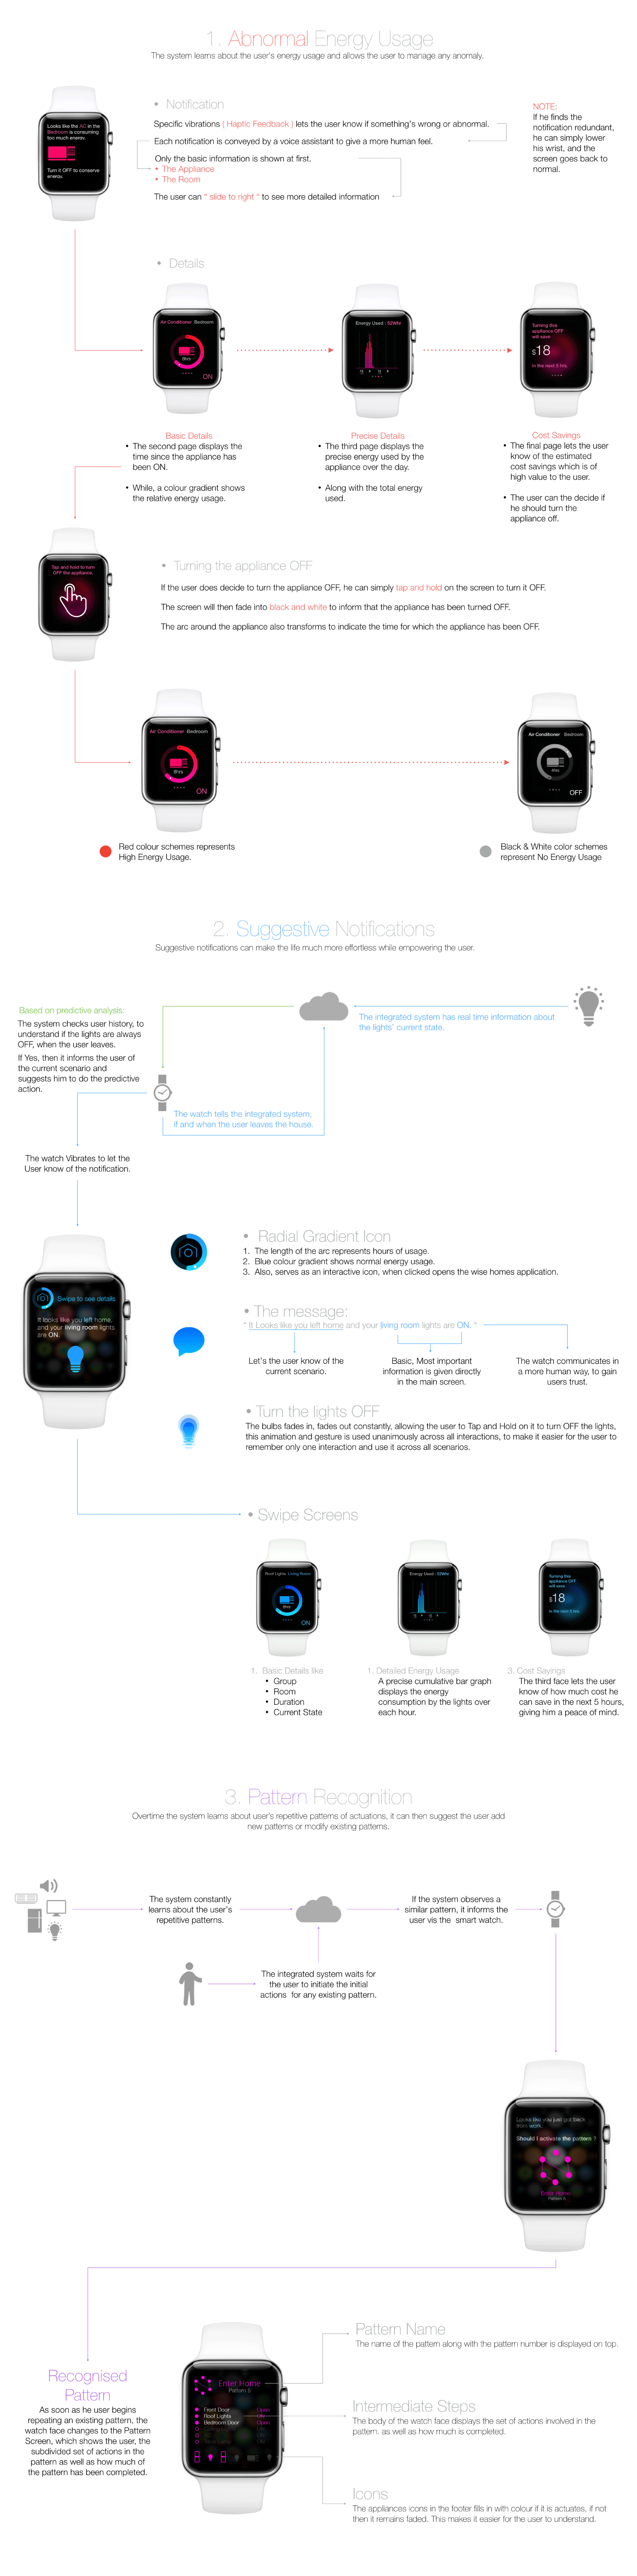 1. Abnormal Energy Usage
The system learns about the user's energy usage and allows the user to manage any anomaly.
Looks like the AC in the
Bedroom is consuming
too much energy.
Turn it OFF to conserve
energy.
• Notification
Specific vibrations ( Haptic Feedback ) lets the user know if something's wrong or abnormal.
Each notification is conveyed by a voice assistant to give a more human feel.
Only the basic information is shown at first.
• The Appliance
• The Room
The user can " slide to right " to see more detailed information
NOTE:
If he finds the
notification redundant,
he can simply lower
his wrist, and the
screen goes back to
normal.
• Details
Air Conditioner Bedroom
8hrs
ON
Energy Used : 52Whr
Turning this
appliance OFF
will save
$18
in the next 5 hrs.
Basic Details
• The second page displays the
time since the appliance has
been ON.
• While, a colour gradient shows
the relative energy usage.
Precise Details
• The third page displays the
precise energy used by the
appliance over the day.
• Along with the total energy
used.
Cost Savings
• The final page lets the user
know of the estimated
cost savings which is of
high value to the user.
• The user can the decide if
he should turn the
appliance off.
Tap and hold to turn
OFF the appliance.
• Turning the appliance OFF
If the user does decide to turn the appliance OFF, he can simply tap and hold on the screen to turn it OFF.
The screen will then fade into black and white to inform that the appliance has been turned OFF.
The arc around the appliance also transforms to indicate the time for which the appliance has been OFF.
Air Conditioner Bedroom
8hrs
ON
Air Conditioner Bedroom
4hrs
OFF
Red colour schemes represents
High Energy Usage.
Black & White color schemes
represent No Energy Usage
2. Suggestive Notifications
Suggestive notifications can make the life much more effortless while empowering the user.
Based on predictive analysis:
The system checks user history, to
understand if the lights are always
OFF, when the user leaves.
If Yes, then it informs the user of
the current scenario and
suggests him to do the predictive
action.
The integrated system has real time information about
the lights' current state.
The watch tells the integrated system,
if and when the user leaves the house.
The watch Vibrates to let the
User know of the notification.
Swipe to see details
It looks like you left home,
and your living room lights
are ON.
• Radial Gradient Icon
1. The length of the arc represents hours of usage.
2. Blue colour gradient shows normal energy usage.
3. Also, serves as an interactive icon, when clicked opens the wise homes application.
• The message:
" It Looks like you left home and your living room lights are ON. "
Let's the user know of the
current scenario.
Basic, Most important
information is given directly
in the main screen.
The watch communicates in
a more human way, to gain
users trust.
• Turn the lights OFF
The bulbs fades in, fades out constantly, allowing the user to Tap and Hold on it to turn OFF the lights,
this animation and gesture is used unanimously across all interactions, to make it easier for the user to
remember only one interaction and use it across all scenarios.
• Swipe Screens
Roof Lights Living Room
8hrs
ON
Energy Used : 52Whr
Turning this
appliance OFF
will save
$18
in the next 5 hrs.
1. Basic Details like
• Group
• Room
• Duration
• Current State
1. Detailed Energy Usage
A precise cumulative bar graph
displays the energy
consumption by the lights over
each hour.
3. Cost Sayings
The third face lets the user
know of how much cost he
can save in the next 5 hours,
giving him a peace of mind.
3. Pattern Recognition
Overtime the system learns about user's repetitive patterns of actuations, it can then suggest the user add
new patterns or modify existing patterns.
The system constantly
learns about the user's
repetitive patterns.
If the system observes a
similar pattern, it informs the
user vis the smart watch.
The integrated system waits for
the user to initiate the initial
actions for any existing pattern.
Looks like you just got back
from work.
Should I activate the pattern ?
Enter Home
Pattern 5
Recognised
Pattern
As soon as he user begins
repeating an existing pattern, the
watch face changes to the Pattern
Screen, which shows the user, the
subdivided set of actions in the
pattern as well as how much of
the pattern has been completed.
Enter Home
Pattern 5
Front Door Open
Roof Lights
Bedroom Door Open
Pattern Name
The name of the pattern along with the pattern number is displayed on top.
Intermediate Steps
The body of the watch face displays the set of actions involved in the
pattern. as well as how much is completed.
Icons
The appliances icons in the footer fills in with colour if it is actuates, if not
then it remains faded. This makes it easier for the user to understand.